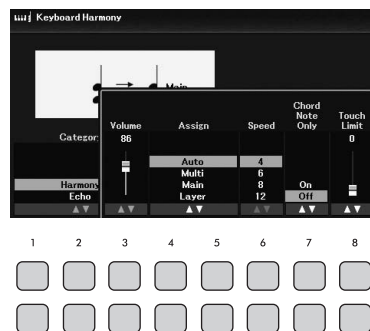 Keyboard Harmony
Main
Categor
Volume Assign Speed Chord Note Only Touch Limit
86 0
Auto 4
Multi 6
Main 8 On
Layer 12 Off
Harmony
Echo
1 2 3 4 5 6 7 8